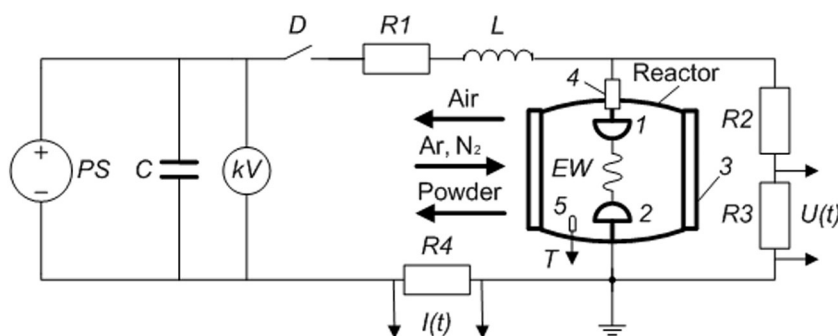 D
R1
L
4
Reactor
Air
1
R2
+
PS
C
kV
Ar, N₂
EW
3
Powder
5
2
R3
U(t)
−
R4
T
I(t)